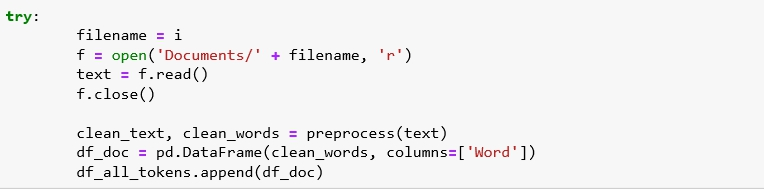 try:
        filename = i
        f = open('Documents/' + filename, 'r')
        text = f.read()
        f.close()

        clean_text, clean_words = preprocess(text)
        df_doc = pd.DataFrame(clean_words, columns=['Word'])
        df_all_tokens.append(df_doc)